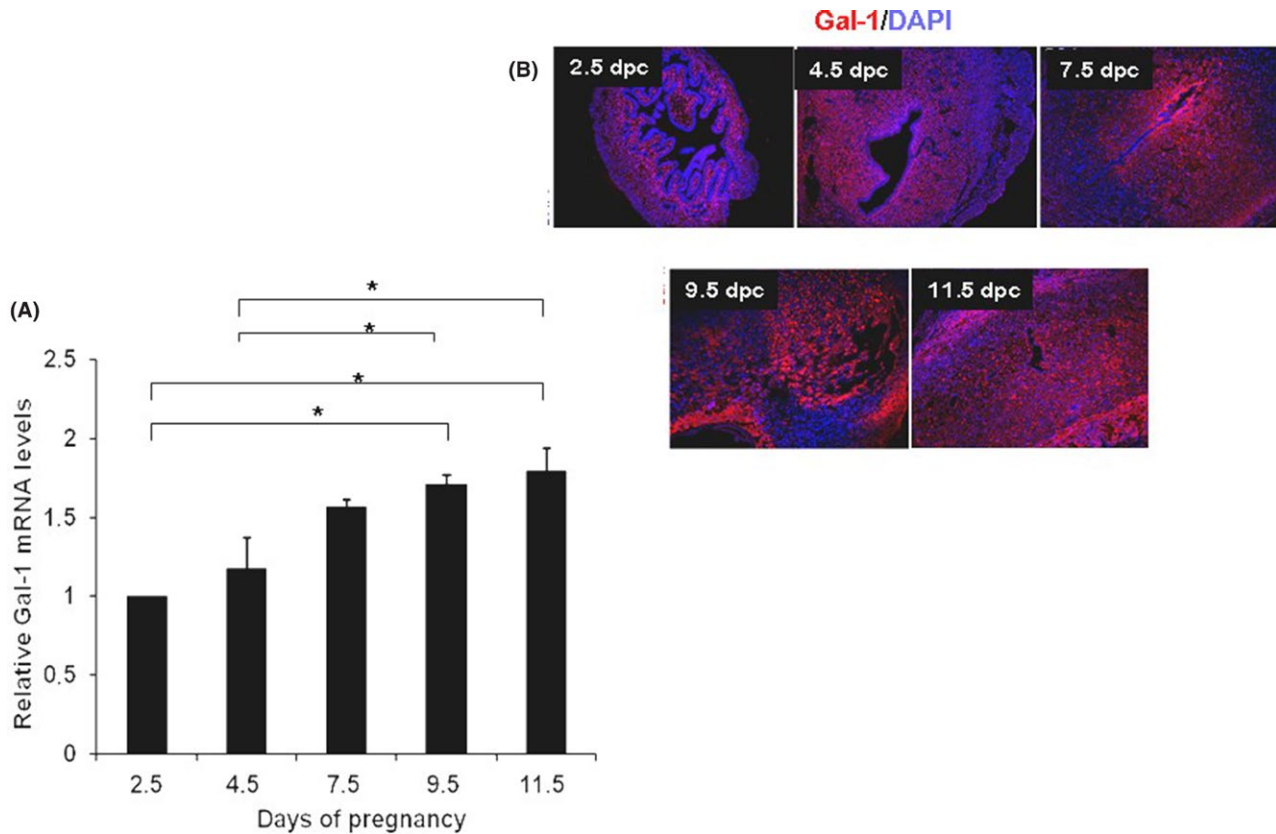 Gal-1/DAPI
(B)
2.5 dpc
4.5 dpc
7.5 dpc
9.5 dpc
11.5 dpc
(A)
*
*
*
*
Relative Gal-1 mRNA levels
2.5
2
1.5
1
0.5
0
2.5 4.5 7.5 9.5 11.5
Days of pregnancy